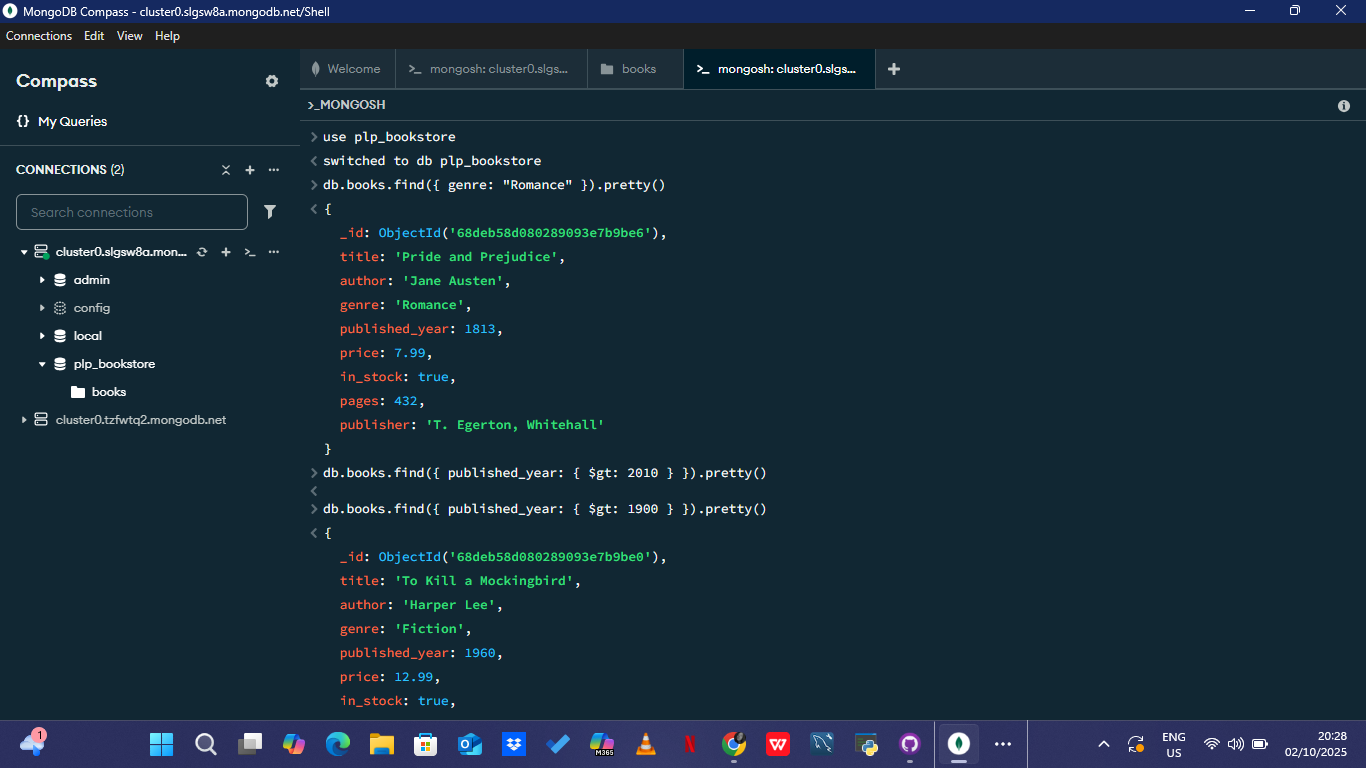 MongoDB Compass - cluster0.slgsw8a.mongodb.net/Shell
Connections Edit View Help
Compass
{} My Queries
CONNECTIONS (2)
Search connections
cluster0.slgsw8a.mon...
admin
config
local
plp_bookstore
books
cluster0.tzfwtq2.mongodb.net
Welcome
>_ mongosh: cluster0.slgs...
books
>_ mongosh: cluster0.slgs...
>_MONGOSH
> use plp_bookstore
< switched to db plp_bookstore
> db.books.find({ genre: "Romance" }).pretty()
< {
_id: ObjectId('68deb58d080289093e7b9be6'),
title: 'Pride and Prejudice',
author: 'Jane Austen',
genre: 'Romance',
published_year: 1813,
price: 7.99,
in_stock: true,
pages: 432,
publisher: 'T. Egerton, Whitehall'
}
> db.books.find({ published_year: { $gt: 2010 } }).pretty()
<
> db.books.find({ published_year: { $gt: 1900 } }).pretty()
< {
_id: ObjectId('68deb58d080289093e7b9be0'),
title: 'To Kill a Mockingbird',
author: 'Harper Lee',
genre: 'Fiction',
published_year: 1960,
price: 12.99,
in_stock: true,
1
M365
ENG
US
20:28
02/10/2025